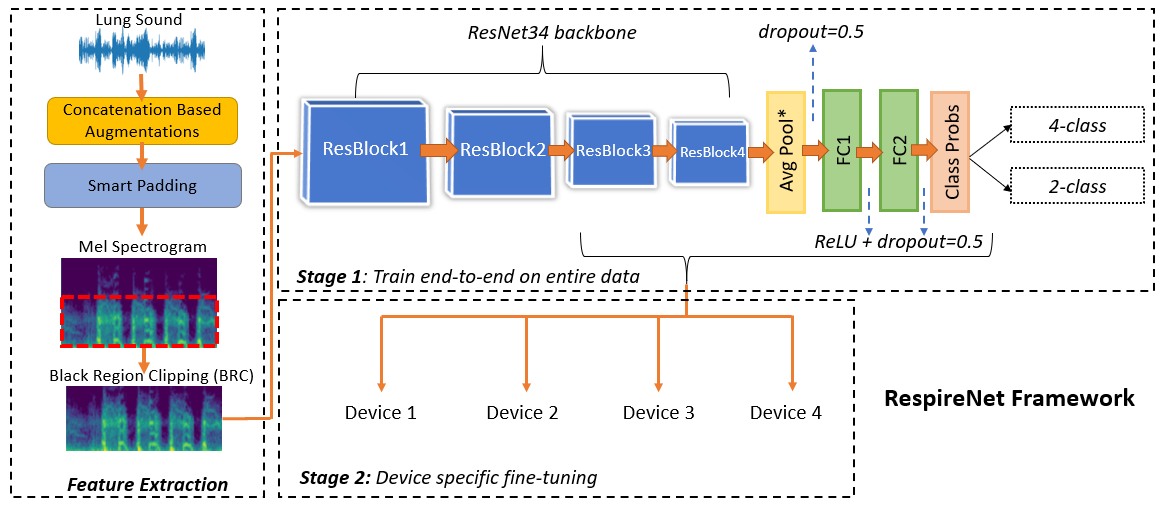 Lung Sound
Concatenation Based
Augmentations
Smart Padding
Mel Spectrogram
Black Region Clipping (BRC)
Feature Extraction
ResNet34 backbone
dropout=0.5
ResBlock1
ResBlock2
ResBlock3
ResBlock4
Avg Pool*
FC1
FC2
Class Probs
4-class
2-class
ReLU + dropout=0.5
Stage 1: Train end-to-end on entire data
Device 1
Device 2
Device 3
Device 4
Stage 2: Device specific fine-tuning
RespireNet Framework